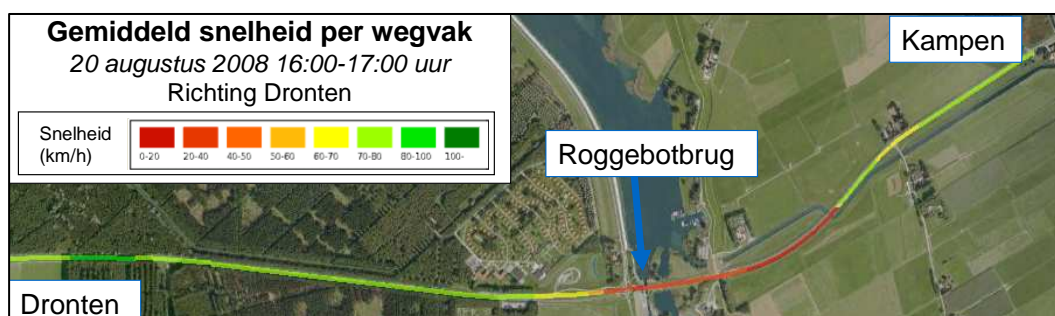 Gemiddeld snelheid per wegvak
20 augustus 2008 16:00-17:00 uur
Richting Dronten
Snelheid
(km/h)
0-20 20-40 40-50 50-60 60-70 70-80 80-100 100-
Kampen
Roggebotbrug
Dronten